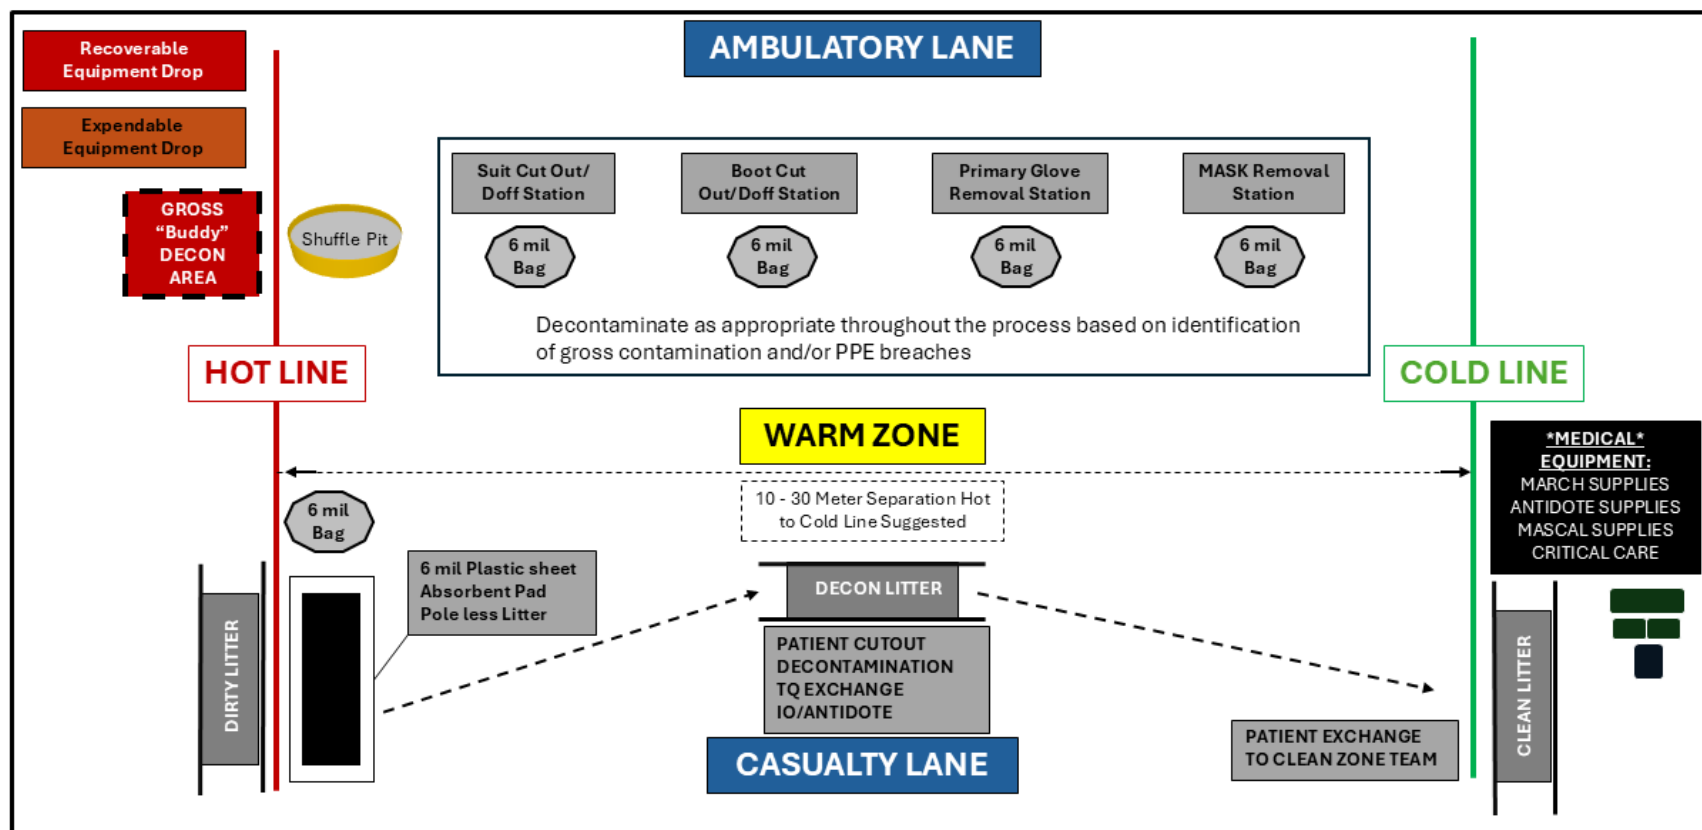 Recoverable
Equipment Drop
Expendable
Equipment Drop
GROSS
“Buddy”
DECON
AREA
Shuffle Pit
HOT LINE
AMBULATORY LANE
Suit Cut Out/
Doff Station
6 mil
Bag
Boot Cut
Out/Doff Station
6 mil
Bag
Primary Glove
Removal Station
6 mil
Bag
MASK Removal
Station
6 mil
Bag
Decontaminate as appropriate throughout the process based on identification
of gross contamination and/or PPE breaches
COLD LINE
WARM ZONE
10 - 30 Meter Separation Hot
to Cold Line Suggested
*MEDICAL*
EQUIPMENT:
MARCH SUPPLIES
ANTIDOTE SUPPLIES
MASCAL SUPPLIES
CRITICAL CARE
6 mil
Bag
DIRTY LITTER
6 mil Plastic sheet
Absorbent Pad
Pole less Litter
DECON LITTER
PATIENT CUTOUT
DECONTAMINATION
TQ EXCHANGE
IO/ANTIDOTE
CASUALTY LANE
PATIENT EXCHANGE
TO CLEAN ZONE TEAM
CLEAN LITTER